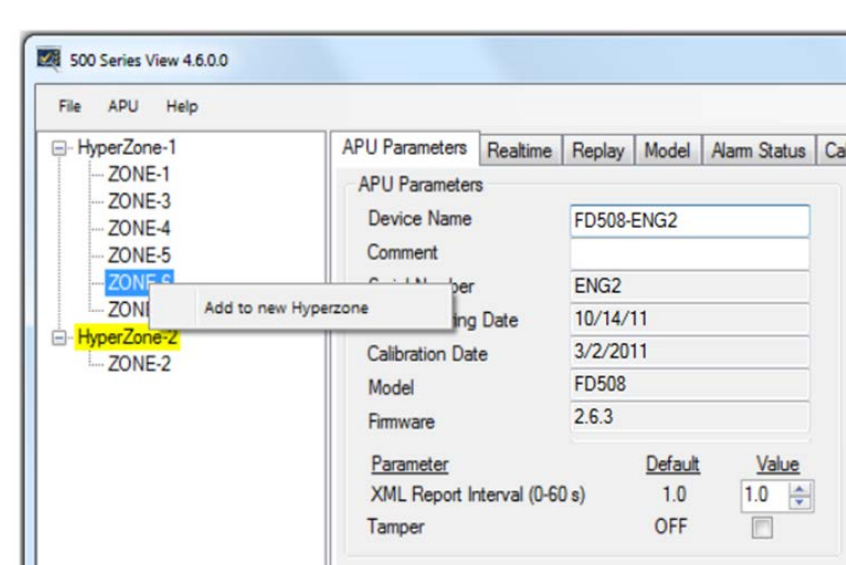 500 Series View 4.6.0.0
File APU Help
HyperZone-1
ZONE-1
ZONE-3
ZONE-4
ZONE-5
ZONE-6
Add to new Hyperzone
HyperZone-2
ZONE-2
APU Parameters Realtime Replay Model Alarm Status
APU Parameters
Device Name FD508-ENG2
Comment
ENG2
Date 10/14/11
Calibration Date 3/2/2011
Model FD508
Firmware 2.6.3
Parameter Default Value
XML Report Interval (0-60 s) 1.0 1.0
Tamper OFF